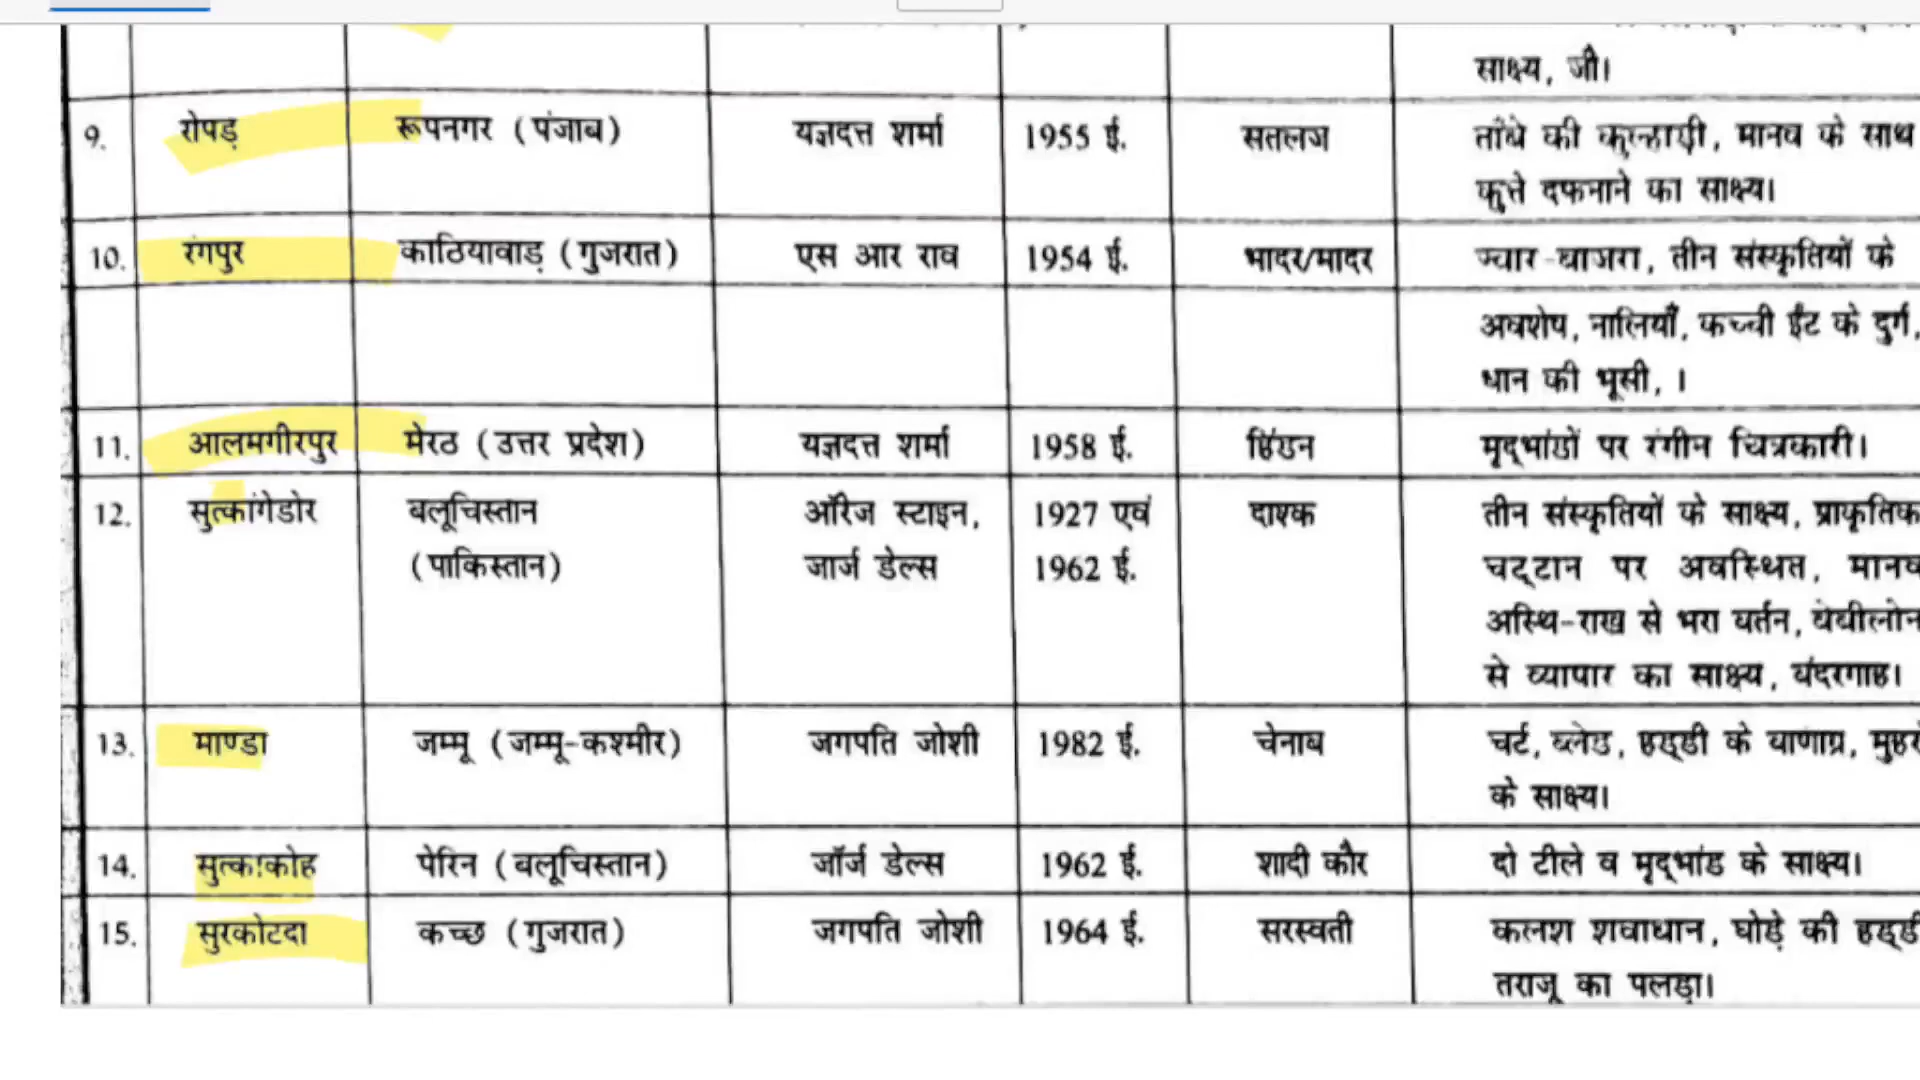 साक्ष्य, जौ।
9. रोपड़ रूपनगर (पंजाब) यज्ञदत्त शर्मा 1955 ई. सतलज ताँबे की कुल्हाड़ी, मानव के साथ
कुत्ते दफनाने का साक्ष्य।
10. रंगपुर काठियावाड़ (गुजरात) एस आर राव 1954 ई. भादर/मादर ज्वार-बाजरा, तीन संस्कृतियों के
अवशेष, नालियाँ, कच्ची ईंट के दुर्ग,
धान की भूसी, ।
11. आलमगीरपुर मेरठ (उत्तर प्रदेश) यज्ञदत्त शर्मा 1958 ई. हिंडन मृद्भांडों पर रंगीन चित्रकारी।
12. सुत्कांगेडोर बलूचिस्तान ऑरेज स्टाइन, 1927 एवं दाश्क तीन संस्कृतियों के साक्ष्य, प्राकृतिक
(पाकिस्तान) जार्ज डेल्स 1962 ई. चट्टान पर अवस्थित, मानव
अस्थि-राख से भरा बर्तन, बेबीलोन
से व्यापार का साक्ष्य, बंदरगाह।
13. माण्डा जम्मू (जम्मू-कश्मीर) जगपति जोशी 1982 ई. चेनाब चर्ट, ब्लेड, हड्डी के बाणाग्र, मुहर
के साक्ष्य।
14. सुत्काकोह पेरिन (बलूचिस्तान) जॉर्ज डेल्स 1962 ई. शादी कौर दो टीले व मृद्भांड के साक्ष्य।
15. सुरकोटदा कच्छ (गुजरात) जगपति जोशी 1964 ई. सरस्वती कलश शवाधान, घोड़े की हड्डी
तराजू का पलड़ा।